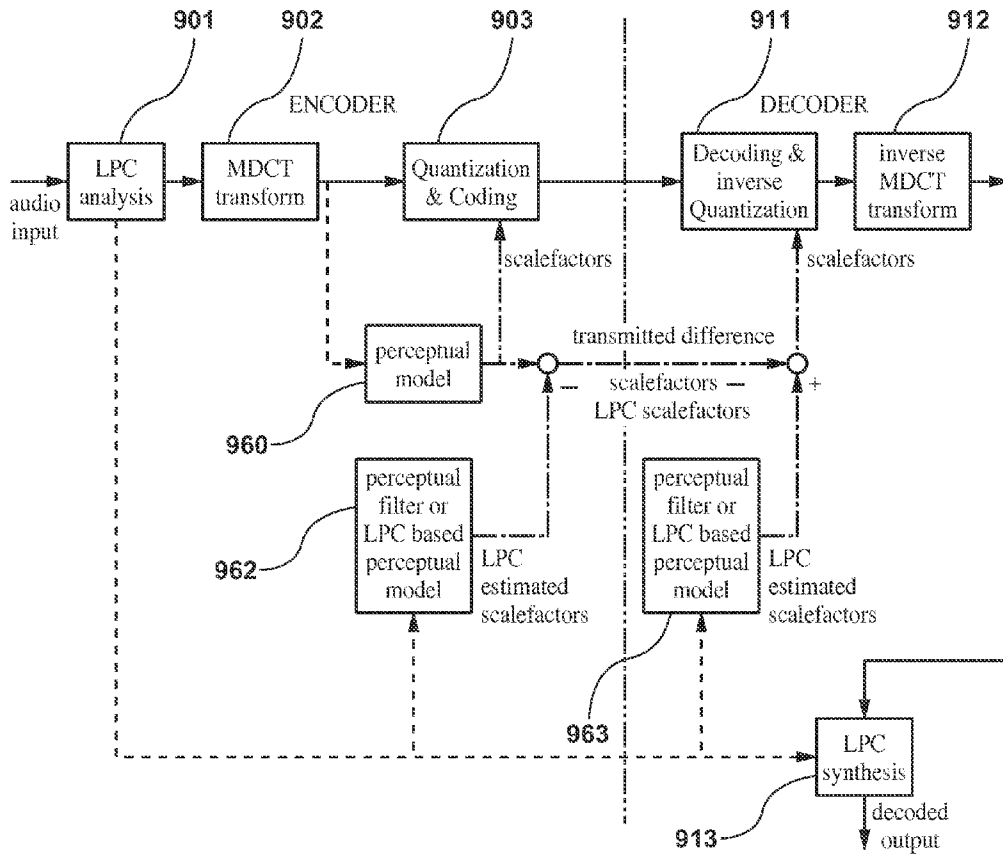 901
902
903
911
912
ENCODER
DECODER
LPC
analysis
MDCT
transform
Quantization
& Coding
Decoding &
inverse
Quantization
inverse
MDCT
transform
audio
input
scalefactors
scalefactors
transmitted difference
perceptual
model
−
scalefactors −
LPC scalefactors
+
960
perceptual
filter or
LPC based
perceptual
model
962
LPC
estimated
scalefactors
perceptual
filter or
LPC based
perceptual
model
LPC
estimated
scalefactors
963
LPC
synthesis
913
decoded
output